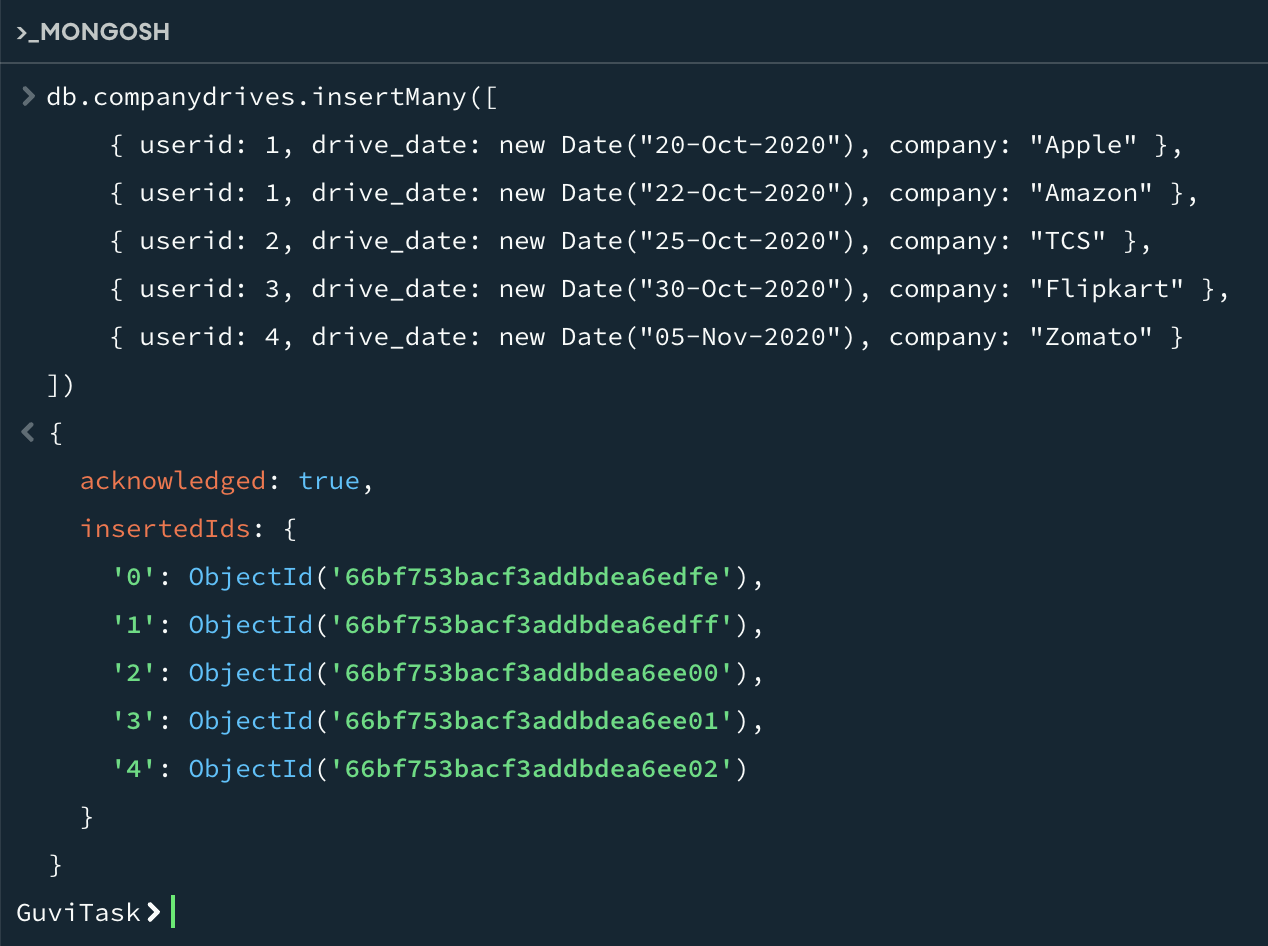 >_MONGOSH
> db.companydrives.insertMany([
{ userid: 1, drive_date: new Date("20-Oct-2020"), company: "Apple" },
{ userid: 1, drive_date: new Date("22-Oct-2020"), company: "Amazon" },
{ userid: 2, drive_date: new Date("25-Oct-2020"), company: "TCS" },
{ userid: 3, drive_date: new Date("30-Oct-2020"), company: "Flipkart" },
{ userid: 4, drive_date: new Date("05-Nov-2020"), company: "Zomato" }
])
< {
acknowledged: true,
insertedIds: {
'0': ObjectId('66bf753bacf3addbdea6edfe'),
'1': ObjectId('66bf753bacf3addbdea6edff'),
'2': ObjectId('66bf753bacf3addbdea6ee00'),
'3': ObjectId('66bf753bacf3addbdea6ee01'),
'4': ObjectId('66bf753bacf3addbdea6ee02')
}
}
GuviTask>